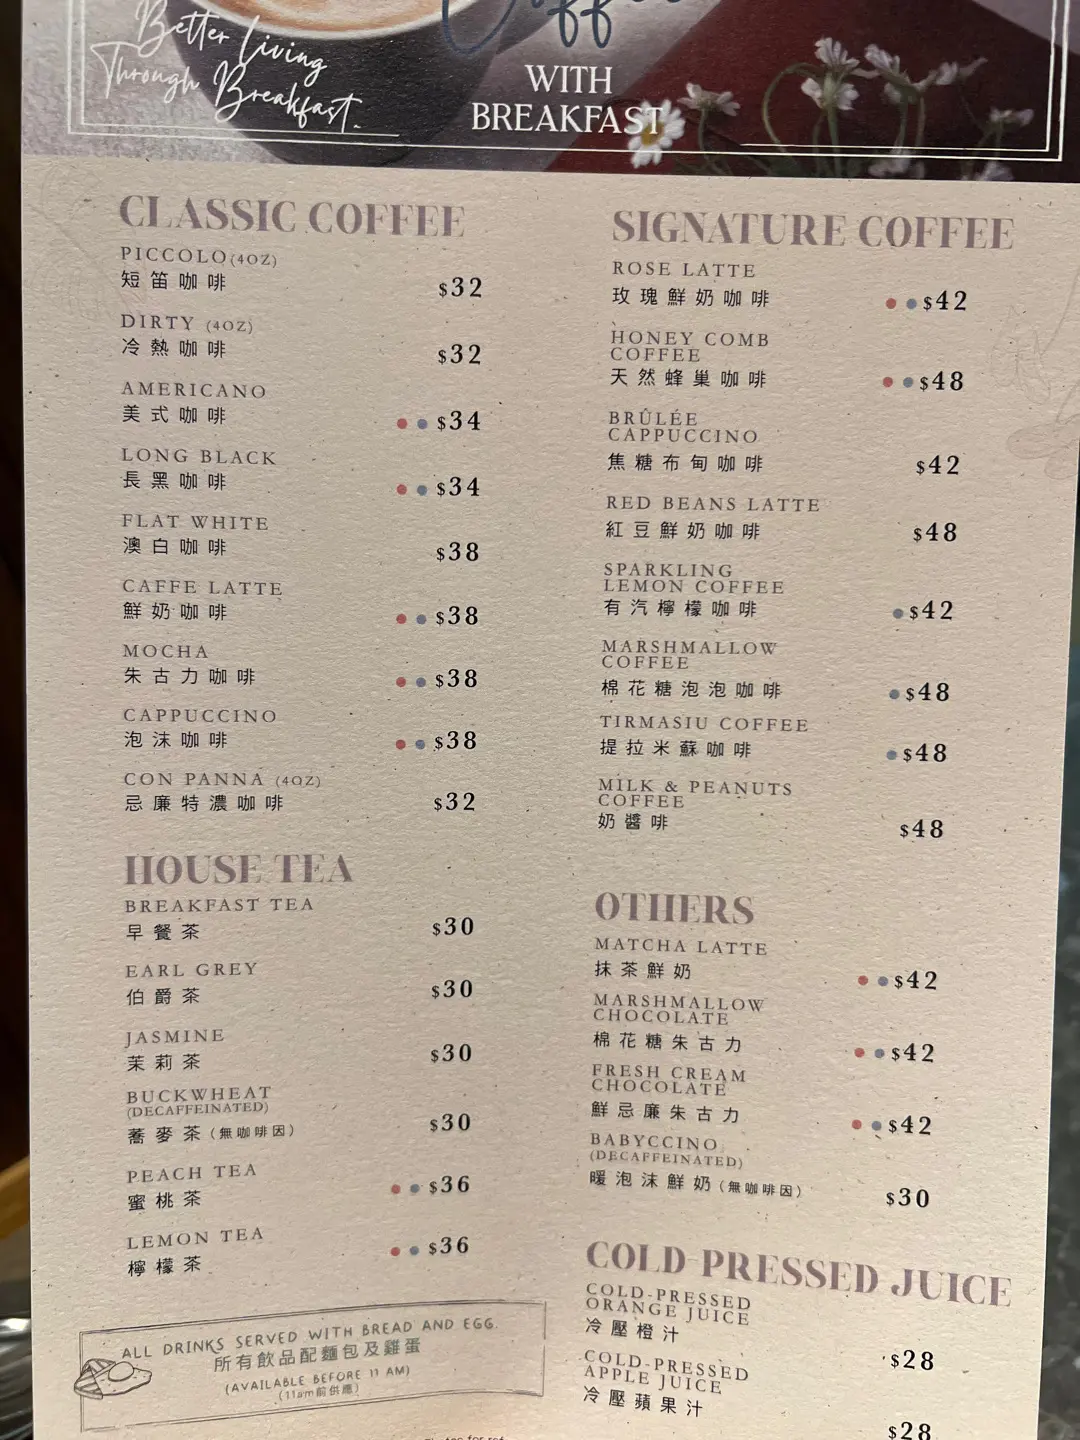 Better Living
Through Breakfast.
Coffee
WITH
BREAKFAST
CLASSIC COFFEE
PICCOLO(4OZ)
短笛咖啡
$32
DIRTY (4OZ)
冷熱咖啡
$32
AMERICANO
美式咖啡
$34
LONG BLACK
長黑咖啡
$34
FLAT WHITE
澳白咖啡
$38
CAFFE LATTE
鮮奶咖啡
$38
MOCHA
朱古力咖啡
$38
CAPPUCCINO
泡沫咖啡
$38
CON PANNA (4OZ)
忌廉特濃咖啡
$32
HOUSE TEA
BREAKFAST TEA
早餐茶
$30
EARL GREY
伯爵茶
$30
JASMINE
茉莉茶
$30
BUCKWHEAT
(DECAFFEINATED)
蕎麥茶(無咖啡因)
$30
PEACH TEA
蜜桃茶
$36
LEMON TEA
檸檬茶
$36
ALL DRINKS SERVED WITH BREAD AND EGG.
所有飲品配麵包及雞蛋
(AVAILABLE BEFORE 11 AM)
(11am前供應)
SIGNATURE COFFEE
ROSE LATTE
玫瑰鮮奶咖啡
$42
HONEY COMB
COFFEE
天然蜂巢咖啡
$48
BRÛLÉE
CAPPUCCINO
焦糖布甸咖啡
$42
RED BEANS LATTE
紅豆鮮奶咖啡
$48
SPARKLING
LEMON COFFEE
有汽檸檬咖啡
$42
MARSHMALLOW
COFFEE
棉花糖泡泡咖啡
$48
TIRMASIU COFFEE
提拉米蘇咖啡
$48
MILK & PEANUTS
COFFEE
奶醬啡
$48
OTHERS
MATCHA LATTE
抹茶鮮奶
$42
MARSHMALLOW
CHOCOLATE
棉花糖朱古力
$42
FRESH CREAM
CHOCOLATE
鮮忌廉朱古力
$42
BABYCCINO
(DECAFFEINATED)
暖泡沫鮮奶(無咖啡因)
$30
COLD-PRESSED JUICE
COLD-PRESSED
ORANGE JUICE
冷壓橙汁
$28
COLD-PRESSED
APPLE JUICE
冷壓蘋果汁
$28